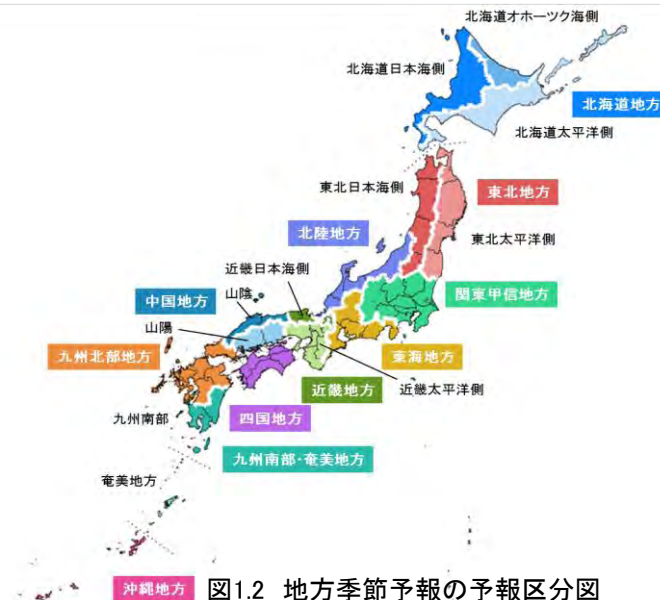 北海道オホーツク海側
北海道日本海側
北海道地方
北海道太平洋側
東北日本海側
東北地方
北陸地方
東北太平洋側
近畿日本海側
中国地方
山陰
関東甲信地方
山陽
九州北部地方
東海地方
近畿地方
近畿太平洋側
九州南部
四国地方
九州南部・奄美地方
奄美地方
沖縄地方
図1.2 地方季節予報の予報区分図